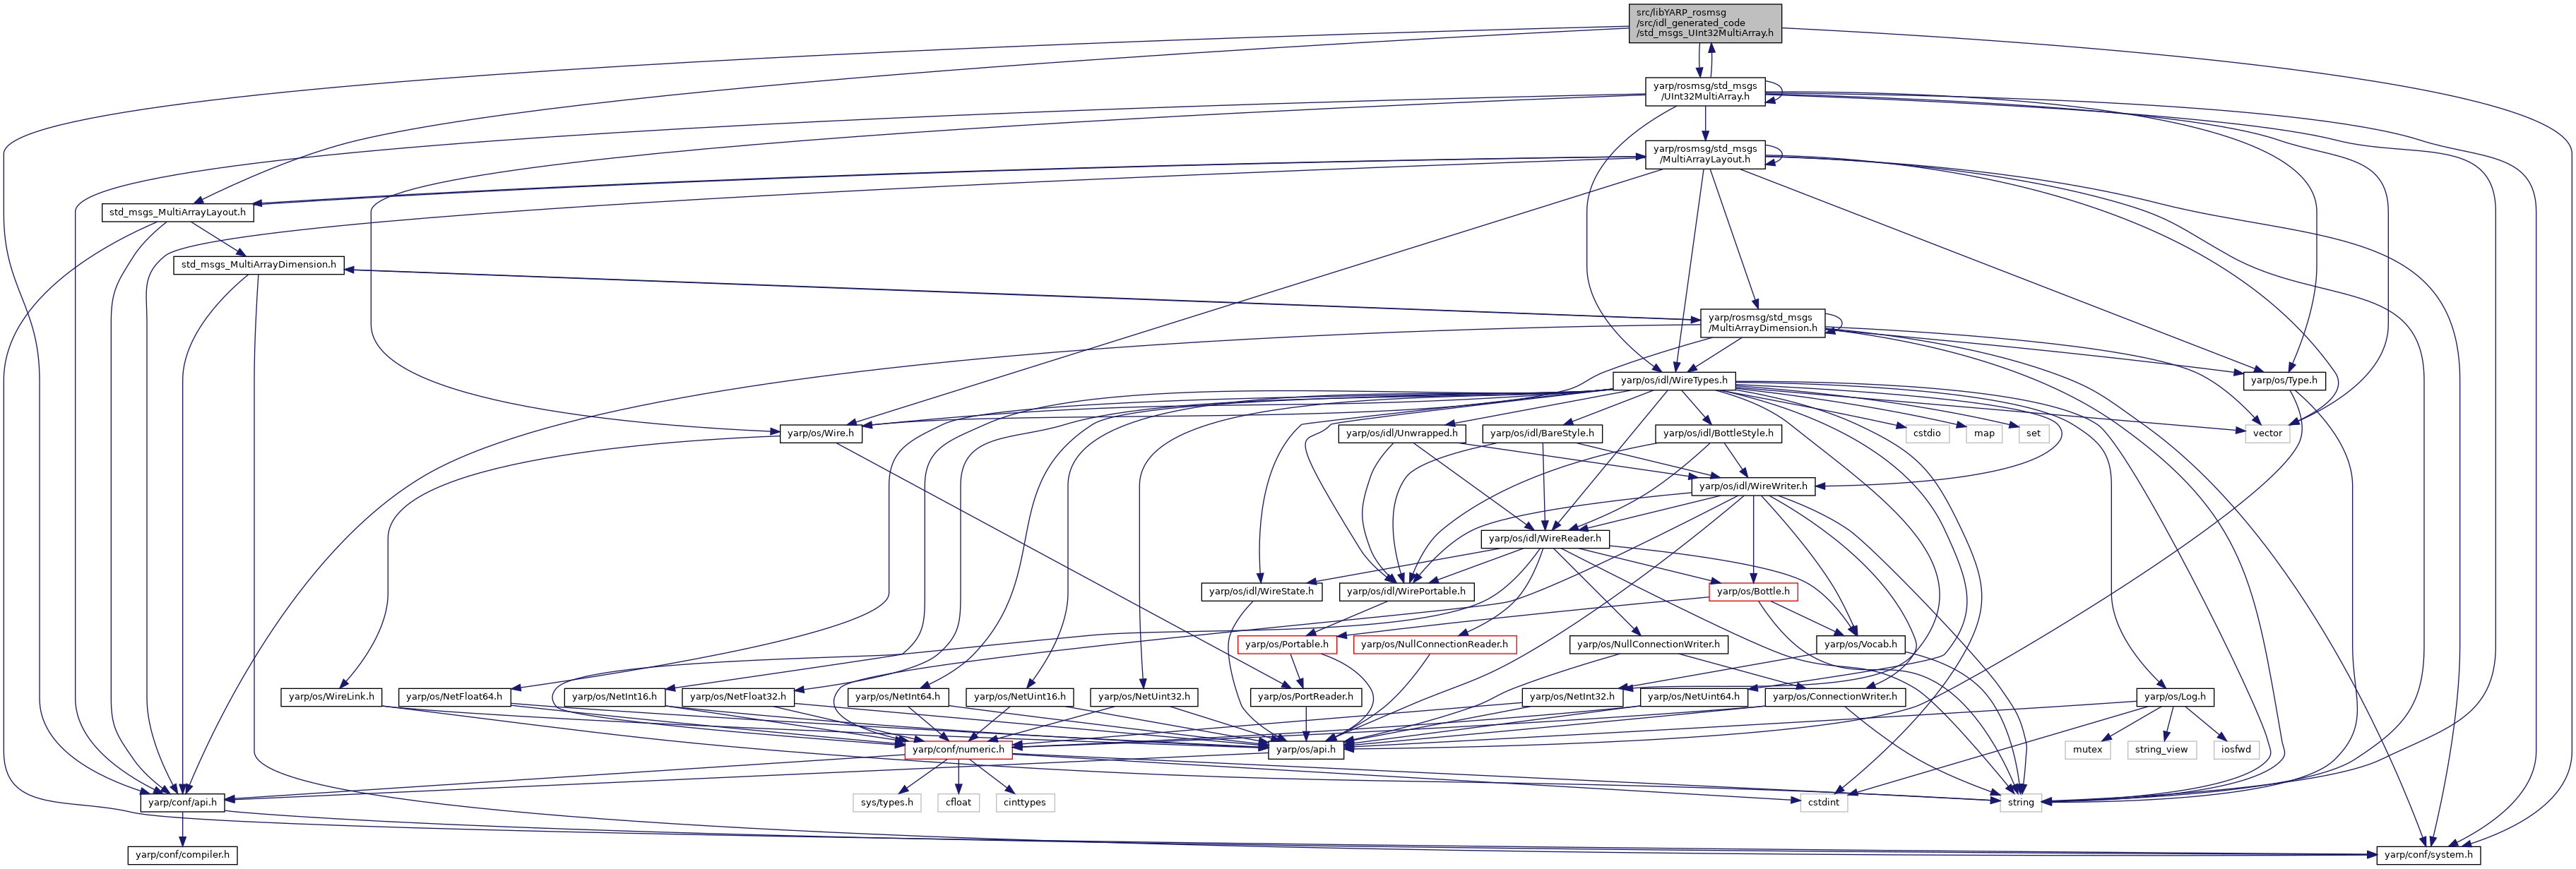 src/libYARP_rosmsg
/src/idl_generated_code
/std_msgs_UInt32MultiArray.h
yarp/rosmsg/std_msgs
/UInt32MultiArray.h
yarp/rosmsg/std_msgs
/MultiArrayLayout.h
std_msgs_MultiArrayLayout.h
std_msgs_MultiArrayDimension.h
yarp/rosmsg/std_msgs
/MultiArrayDimension.h
yarp/os/idl/WireTypes.h
yarp/os/Type.h
yarp/os/Wire.h
yarp/os/idl/Unwrapped.h
yarp/os/idl/BareStyle.h
yarp/os/idl/BottleStyle.h
cstdio
map
set
vector
yarp/os/idl/WireWriter.h
yarp/os/idl/WireReader.h
yarp/os/idl/WireState.h
yarp/os/idl/WirePortable.h
yarp/os/Bottle.h
yarp/os/Portable.h
yarp/os/NullConnectionReader.h
yarp/os/NullConnectionWriter.h
yarp/os/Vocab.h
yarp/os/WireLink.h
yarp/os/NetFloat64.h
yarp/os/NetInt16.h
yarp/os/NetFloat32.h
yarp/os/NetInt64.h
yarp/os/NetUint16.h
yarp/os/NetUint32.h
yarp/os/PortReader.h
yarp/os/NetInt32.h
yarp/os/NetUint64.h
yarp/os/ConnectionWriter.h
yarp/os/Log.h
yarp/conf/numeric.h
yarp/os/api.h
mutex
string_view
iosfwd
yarp/conf/api.h
sys/types.h
cfloat
cinttypes
cstdint
string
yarp/conf/compiler.h
yarp/conf/system.h